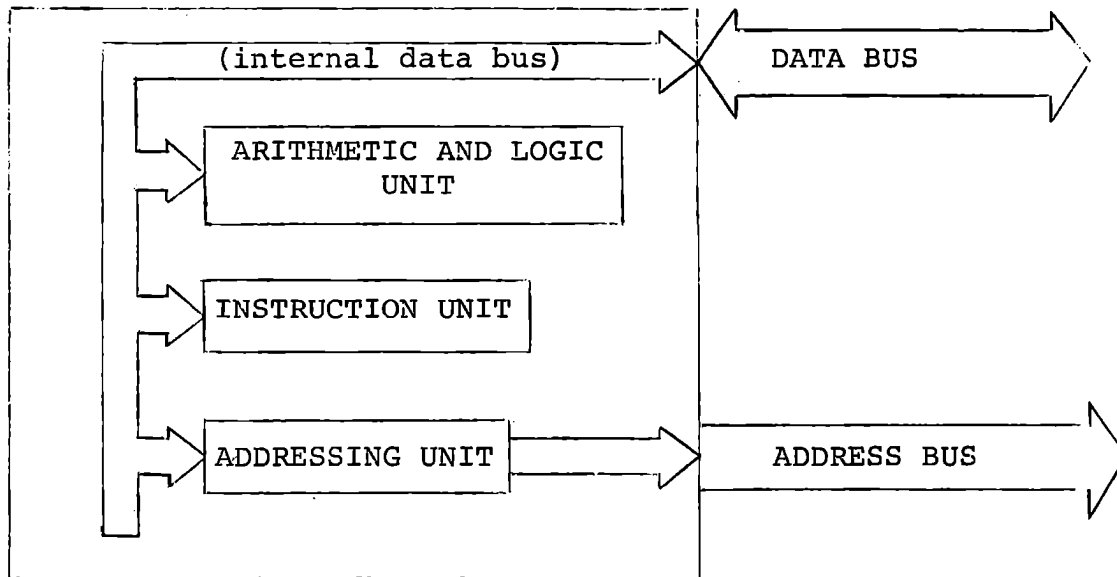 (internal data bus)
DATA BUS
ARITHMETIC AND LOGIC
UNIT
INSTRUCTION UNIT
ADDRESSING UNIT
ADDRESS BUS